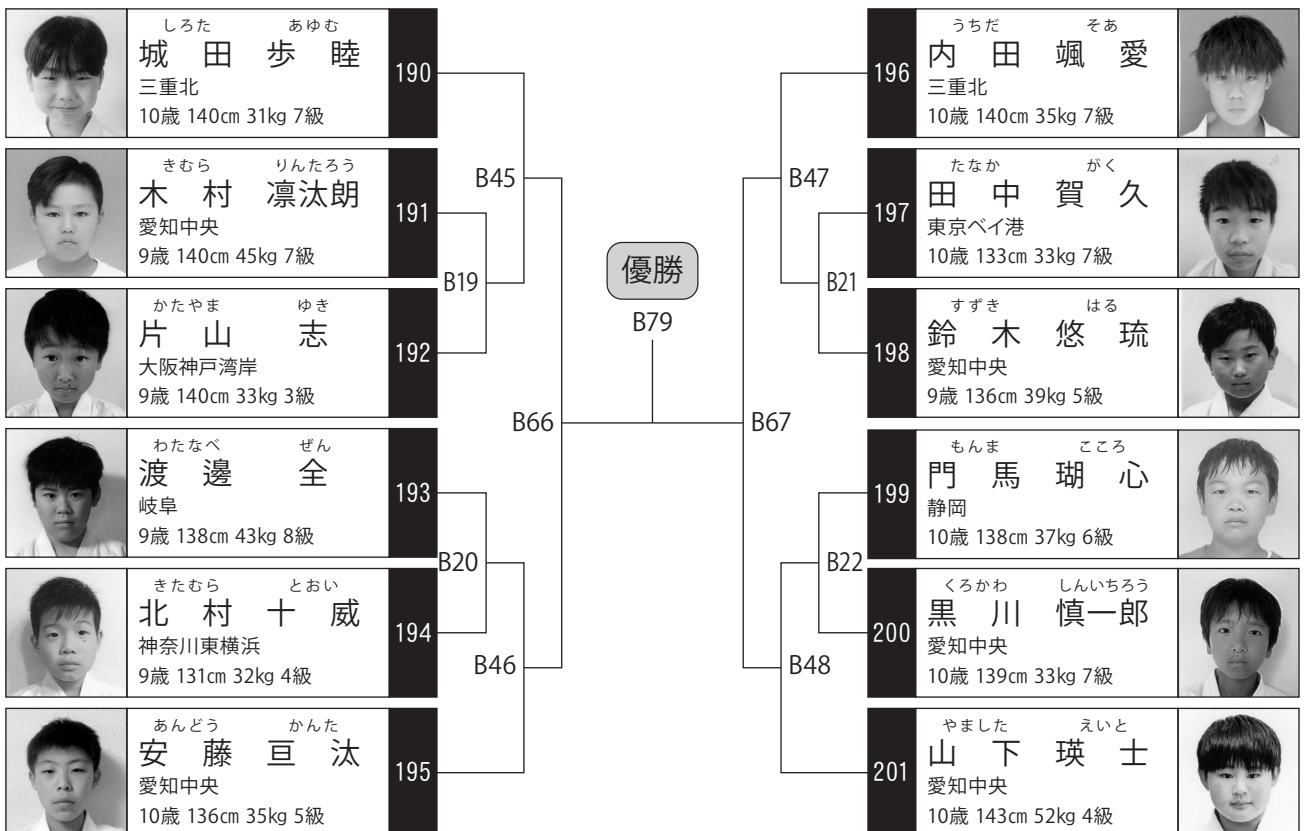 しろた あゆむ
城田 歩睦
三重北
10歳 140cm 31kg 7級
190
きむら りんたろう
木村 凛汰朗
愛知中央
9歳 140cm 45kg 7級
191
かたやま ゆき
片山 志
大阪神戸湾岸
9歳 140cm 33kg 3級
192
わたなべ ぜん
渡邊 全
岐阜
9歳 138cm 43kg 8級
193
きたむら とおい
北村 十威
神奈川東横浜
9歳 131cm 32kg 4級
194
あんどう かんた
安藤 亘汰
愛知中央
10歳 136cm 35kg 5級
195
B45
B19
B20
B46
B66
優勝
B79
B67
B47
B21
B22
B48
196
うちだ そあ
内田 颯愛
三重北
10歳 140cm 35kg 7級
197
たなか がく
田中 賀久
東京ベイ港
10歳 133cm 33kg 7級
198
すずき はる
鈴木 悠琉
愛知中央
9歳 136cm 39kg 5級
199
もんま こころ
門馬 瑚心
静岡
10歳 138cm 37kg 6級
200
くろかわ しんいちろう
黒川 慎一郎
愛知中央
10歳 139cm 33kg 7級
201
やました えいと
山下 瑛士
愛知中央
10歳 143cm 52kg 4級